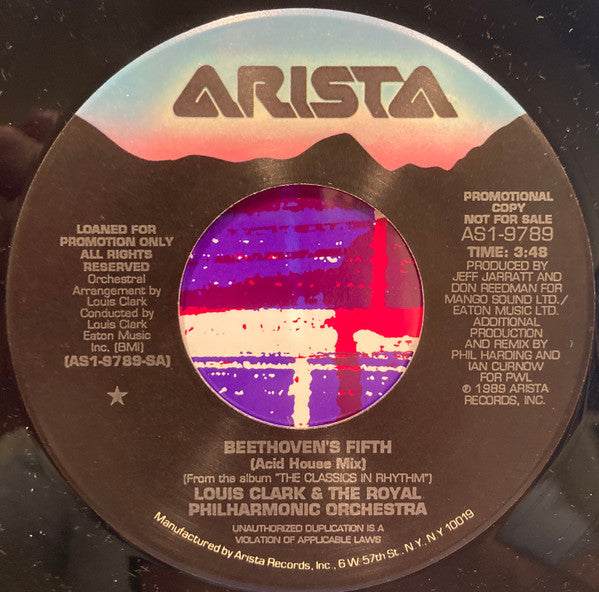 ARISTA
LOANED FOR
PROMOTION ONLY
ALL RIGHTS
RESERVED
Orchestral
Arrangement by
Louis Clark
Conducted by
Louis Clark
Eaton Music
Inc. (BMI)
(AS1-9789-SA)
PROMOTIONAL
COPY
NOT FOR SALE
AS1-9789
TIME: 3:48
PRODUCED BY
JEFF JARRATT AND
DON REEDMAN FOR
MANGO SOUND LTD./
EATON MUSIC LTD.
ADDITIONAL
PRODUCTION
AND REMIX BY
PHIL HARDING AND
IAN CURNOW
FOR PWL
℗ 1989 ARISTA
RECORDS, INC.
BEETHOVEN'S FIFTH
(Acid House Mix)
(From the album "THE CLASSICS IN RHYTHM")
LOUIS CLARK & THE ROYAL
PHILHARMONIC ORCHESTRA
UNAUTHORIZED DUPLICATION IS A
VIOLATION OF APPLICABLE LAWS
Manufactured by Arista Records, Inc., 6 W. 57th St., N.Y., N.Y. 10019